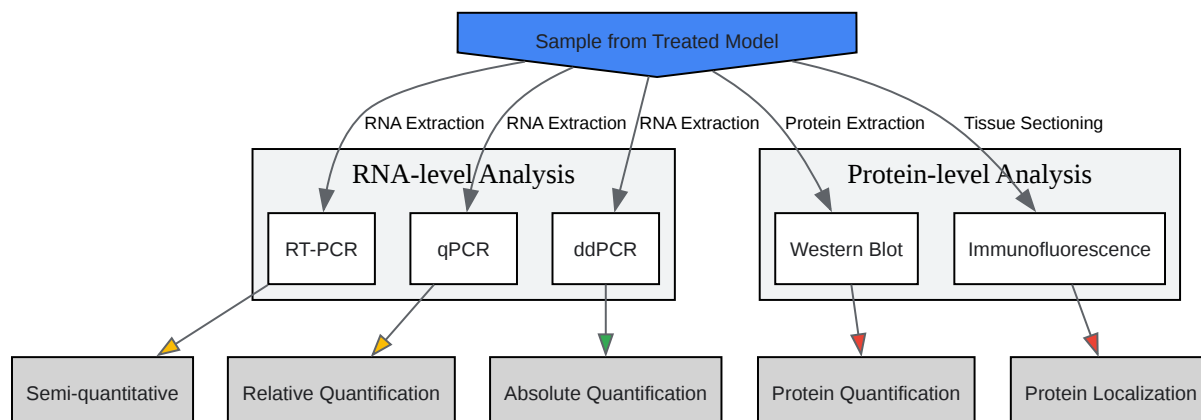 Sample from Treated Model
RNA Extraction
RNA Extraction
RNA Extraction
Protein Extraction
Tissue Sectioning
RNA-level Analysis
Protein-level Analysis
RT-PCR
qPCR
ddPCR
Western Blot
Immunofluorescence
Semi-quantitative
Relative Quantification
Absolute Quantification
Protein Quantification
Protein Localization